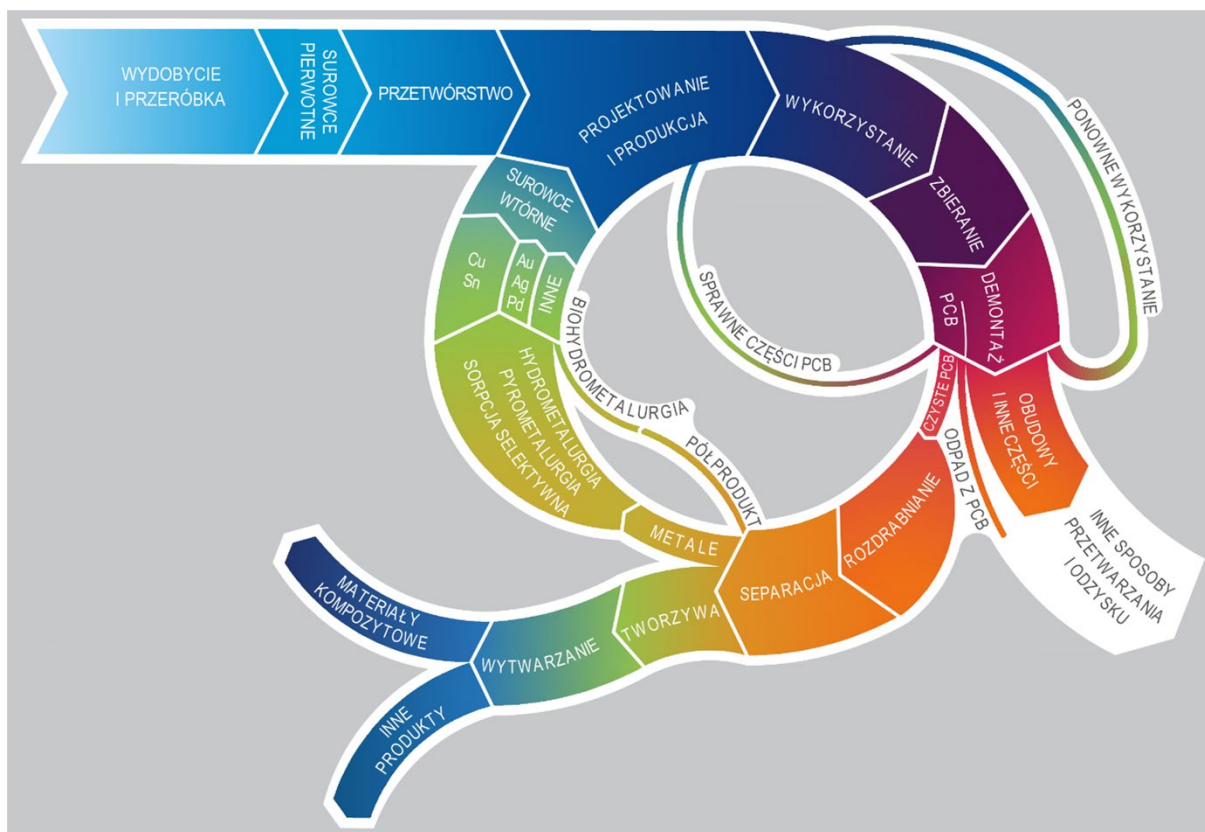 WYDOBYCIE
I PRZERÓBKA
SUROWCE
PIERWOTNE
PRZETWÓRSTWO
PROJEKTOWANIE
I PRODUKCJA
WYKORZYSTANIE
ZBIERANIE
DEMONTAŻ
PCB
PONOWNE WYKORZYSTANIE
SPRAWNE CZĘŚCI PCB
CZYSTE PCB
ODPAD Z PCB
OBUDOWY
I INNE CZĘŚCI
INNE SPOSOBY
PRZETWARZANIA
I ODZYSKU
ROZDRABNIANIE
SEPARACJA
METALE
PÓŁPRODUKT
BIOHYDROMETALURGIA
HYDROMETALURGIA
PYROMETALURGIA
SORPCJA SELEKTYWNA
Cu
Sn
Au
Ag
Pd
INNE
SUROWCE
WTÓRNE
TWORZYWA
WYTWARZANIE
MATERIAŁY
KOMPOZYTOWE
INNE
PRODUKTY